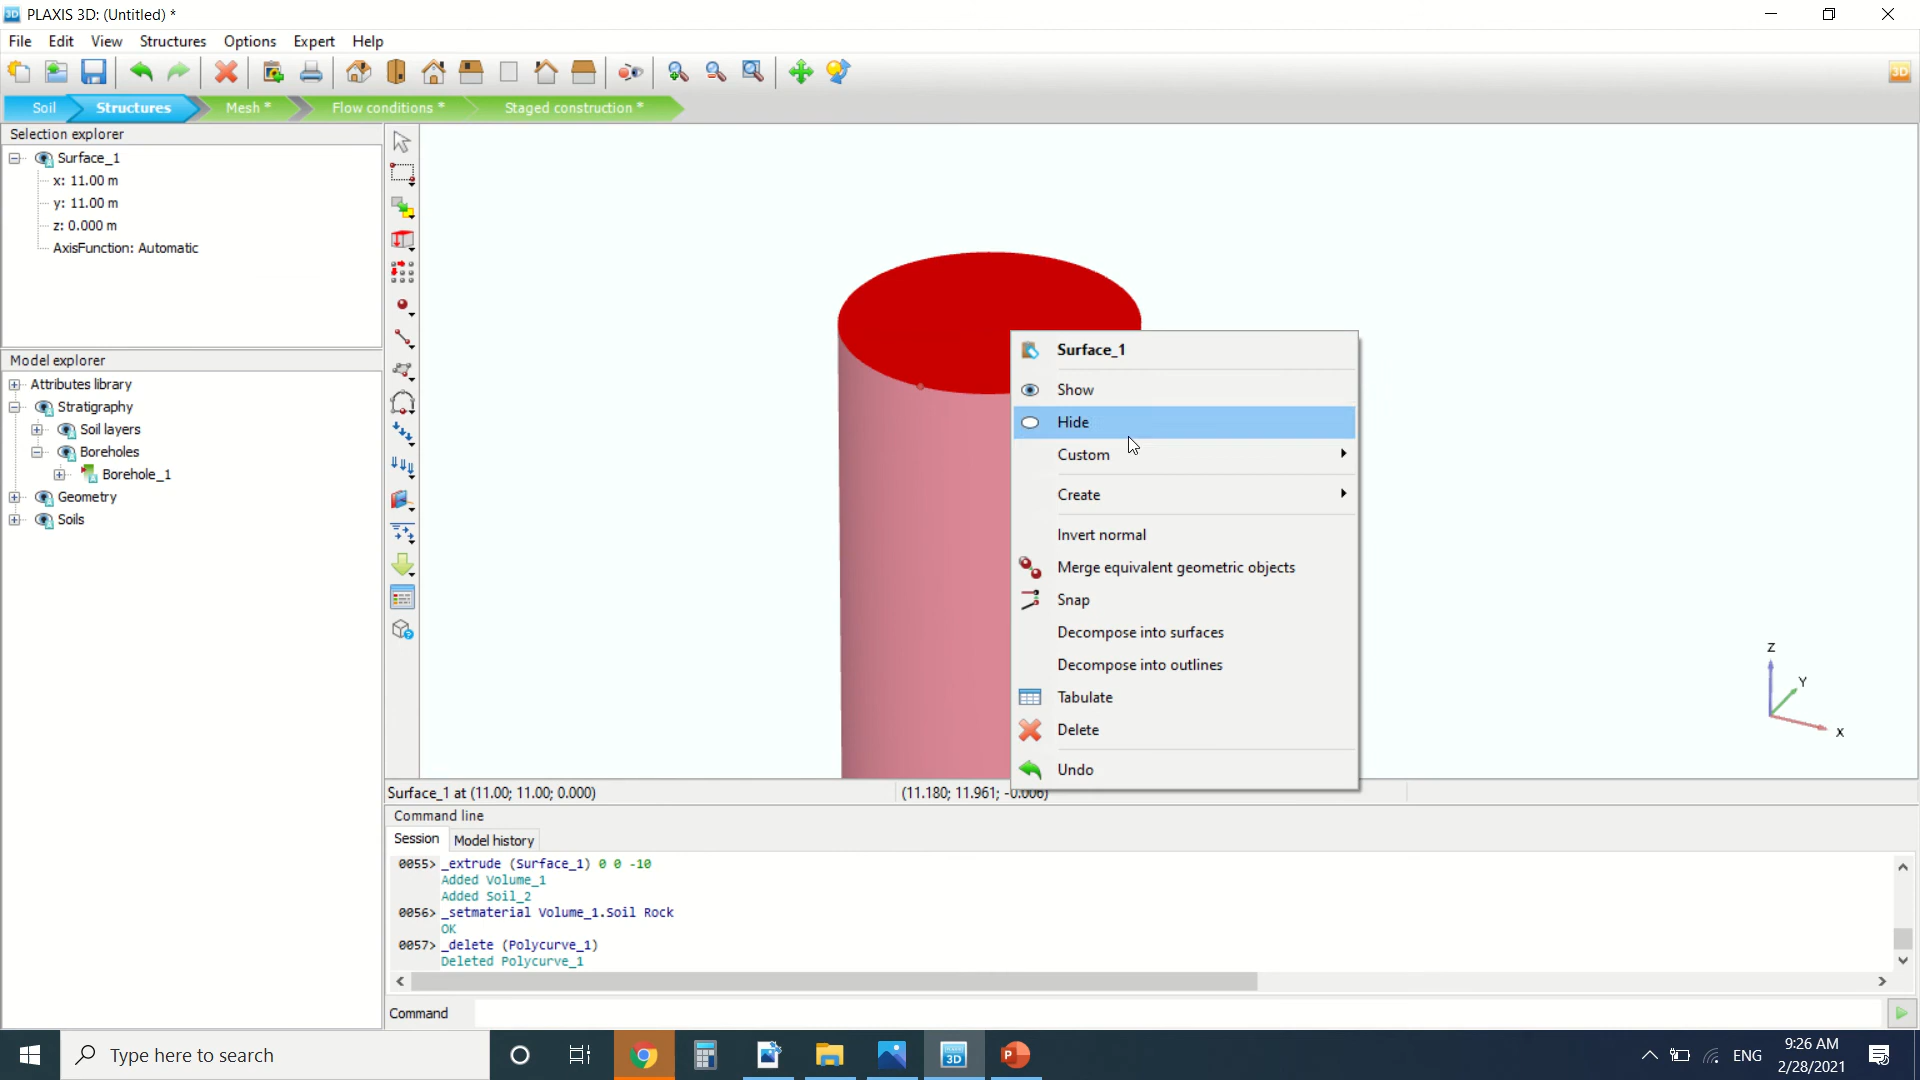 PLAXIS 3D: (Untitled) *
File Edit View Structures Options Expert Help
Soil Structures Mesh * Flow conditions * Staged construction *
Selection explorer
Surface_1
x: 11.00 m
y: 11.00 m
z: 0.000 m
AxisFunction: Automatic
Model explorer
Attributes library
Stratigraphy
Soil layers
Boreholes
Borehole_1
Geometry
Soils
Surface_1
Show
Hide
Custom
Create
Invert normal
Merge equivalent geometric objects
Snap
Decompose into surfaces
Decompose into outlines
Tabulate
Delete
Undo
Z
Y
X
Surface_1 at (11.00; 11.00; 0.000) (11.180; 11.961; -0.006)
Command line
Session Model history
0055> _extrude (Surface_1) 0 0 -10
Added Volume_1
Added Soil_2
0056> _setmaterial Volume_1.Soil Rock
OK
0057> _delete (Polycurve_1)
Deleted Polycurve_1
Command
Type here to search
ENG
9:26 AM
2/28/2021